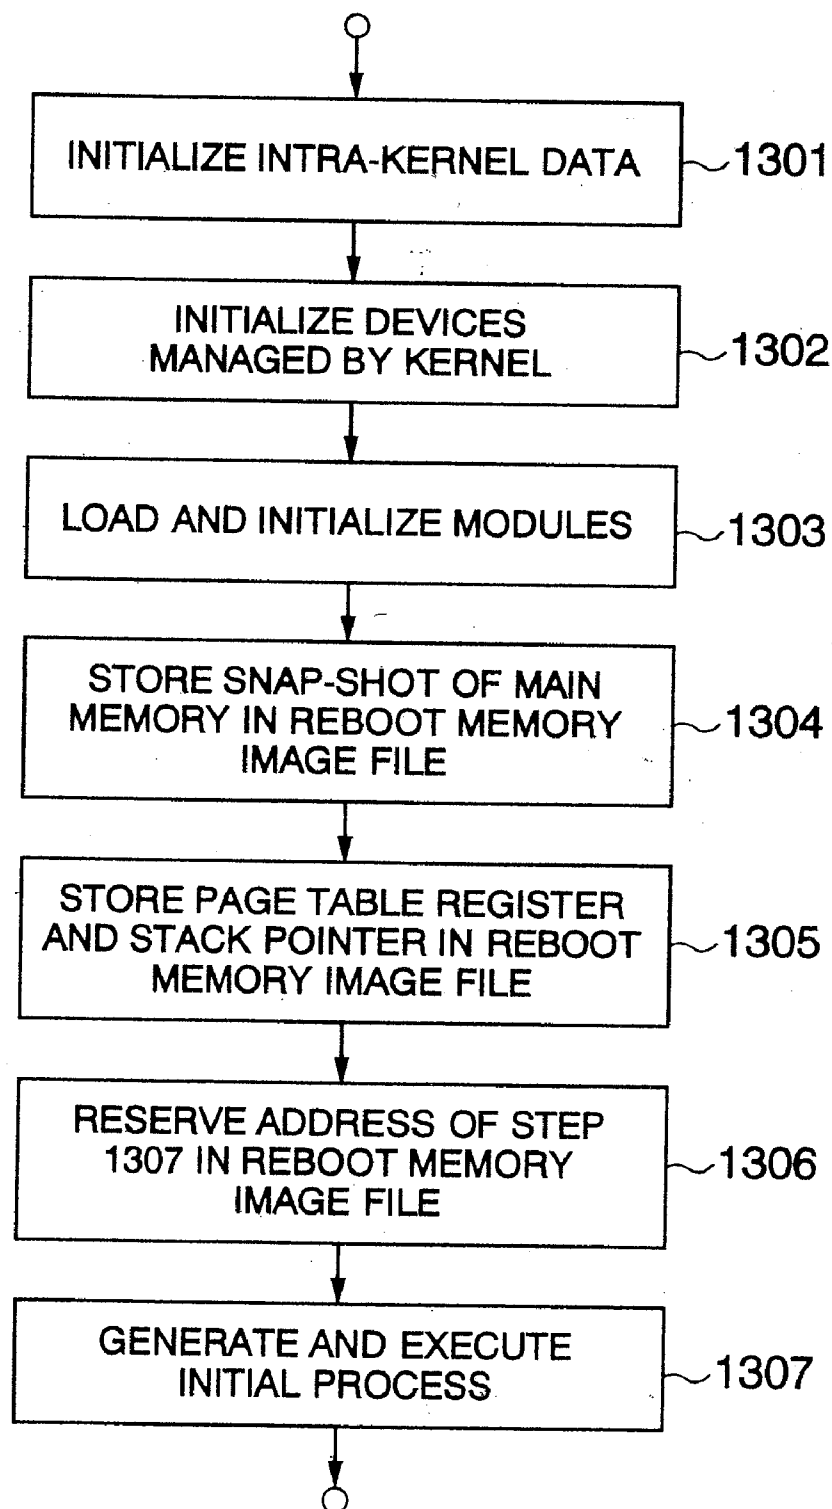 INITIALIZE INTRA-KERNEL DATA
1301
INITIALIZE DEVICES
MANAGED BY KERNEL
1302
LOAD AND INITIALIZE MODULES
1303
STORE SNAP-SHOT OF MAIN
MEMORY IN REBOOT MEMORY
IMAGE FILE
1304
STORE PAGE TABLE REGISTER
AND STACK POINTER IN REBOOT
MEMORY IMAGE FILE
1305
RESERVE ADDRESS OF STEP
1307 IN REBOOT MEMORY
IMAGE FILE
1306
GENERATE AND EXECUTE
INITIAL PROCESS
1307